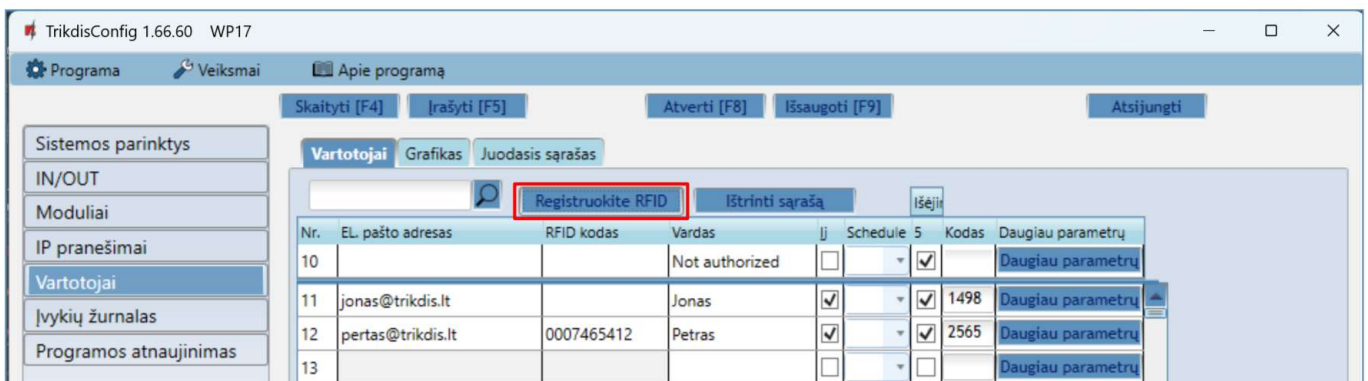 TrikdisConfig 1.66.60 WP17
Programa Veiksmai Apie programą
Skaityti [F4] Įrašyti [F5] Atverti [F8] Išsaugoti [F9] Atsijungti
Sistemos parinktys
IN/OUT
Moduliai
IP pranešimai
Vartotojai
Įvykių žurnalas
Programos atnaujinimas
Vartotojai Grafikas Juodasis sąrašas
Registruokite RFID Ištrinti sąrašą Išėjir
Nr. EL. pašto adresas RFID kodas Vardas Schedule 5 Kodas Daugiau parametrų
10 Not authorized Daugiau parametrų
11 jonas@trikdis.lt Jonas 1498 Daugiau parametrų
12 pertas@trikdis.lt 0007465412 Petras 2565 Daugiau parametrų
13 Daugiau parametrų